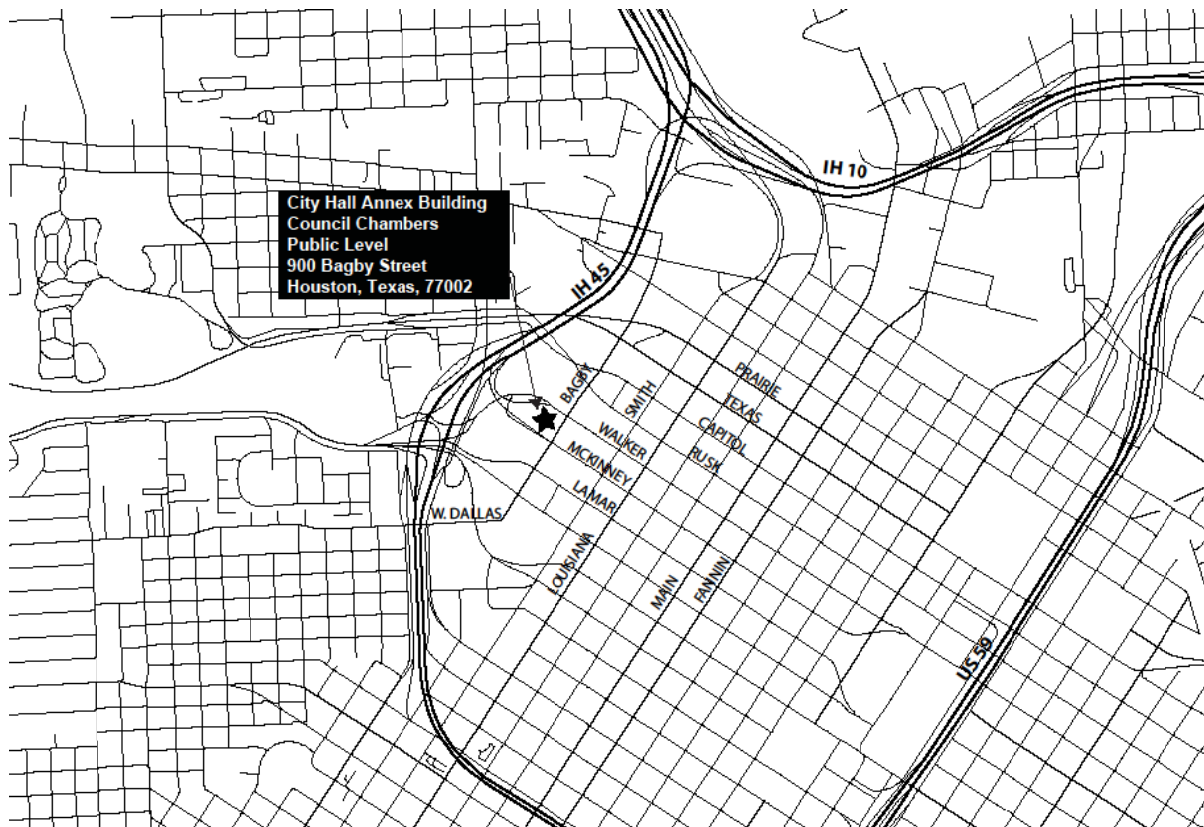 IH 10
City Hall Annex Building
Council Chambers
Public Level
900 Bagby Street
Houston, Texas, 77002
IH 45
BAGBY
SMITH
PRAIRIE
TEXAS
CAPITOL
RUSK
WALKER
MCKINNEY
LAMAR
W. DALLAS
LOUISIANA
MAIN
FANNIN
US 59